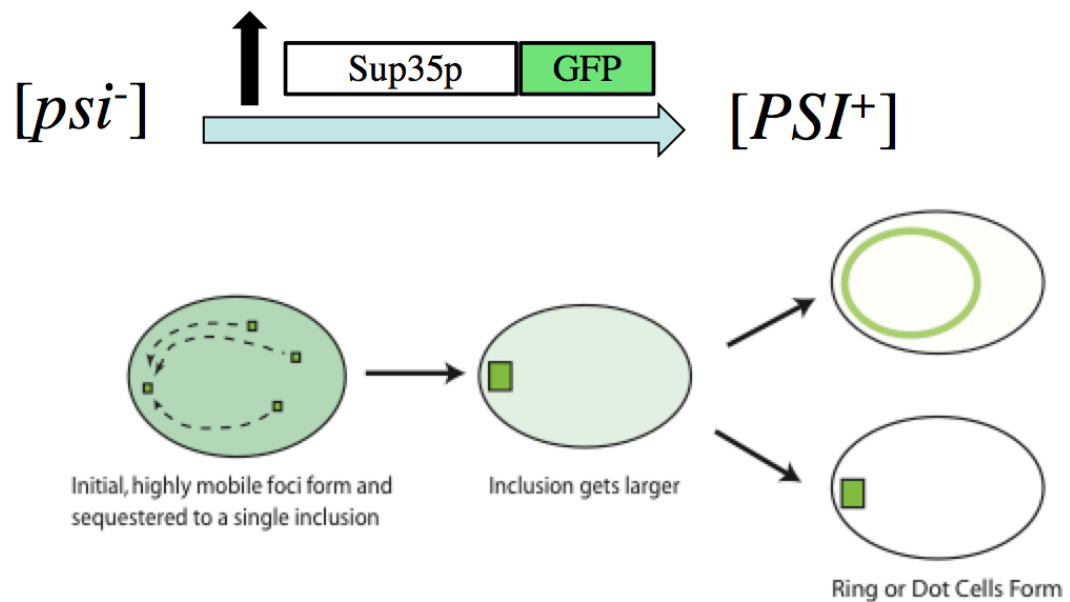 Sup35p GFP
[psi⁻] [PSI⁺]
Initial, highly mobile foci form and
sequestered to a single inclusion
Inclusion gets larger
Ring or Dot Cells Form